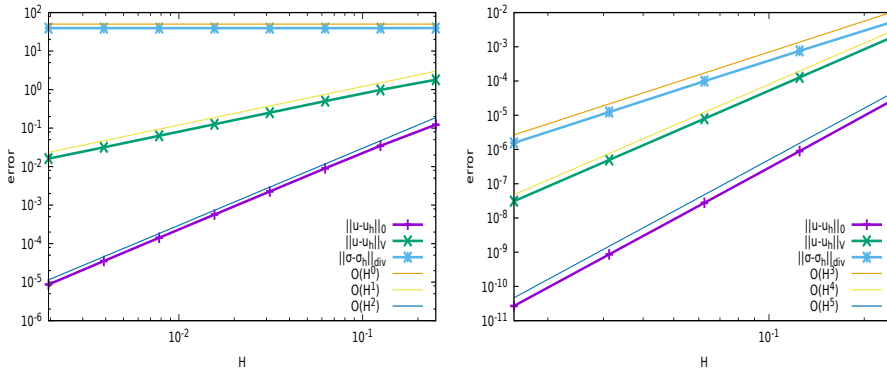 10^2
10^1
10^0
10^-1
10^-2
10^-3
10^-4
10^-5
10^-6
error
10^-2
10^-1
H
||u-u_h||_0
||u-u_h||_V
||σ-σ_h||_div
O(H^0)
O(H^1)
O(H^2)
10^-2
10^-3
10^-4
10^-5
10^-6
10^-7
10^-8
10^-9
10^-10
10^-11
error
10^-1
H
||u-u_h||_0
||u-u_h||_V
||σ-σ_h||_div
O(H^3)
O(H^4)
O(H^5)